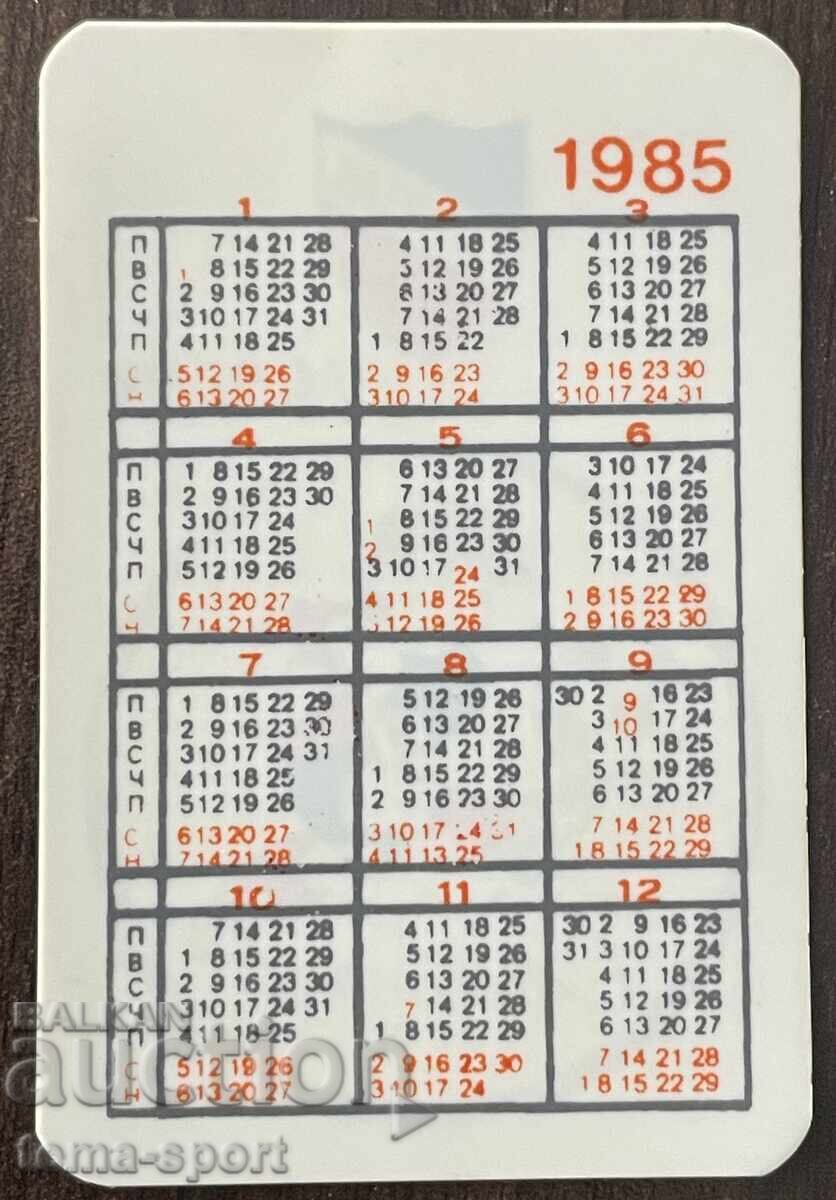 1985
1 2 3
П 7 14 21 28 4 11 18 25 4 11 18 25
В 1 8 15 22 29 5 12 19 26 5 12 19 26
С 2 9 16 23 30 6 13 20 27 6 13 20 27
Ч 3 10 17 24 31 7 14 21 28 7 14 21 28
П 4 11 18 25 1 8 15 22 1 8 15 22 29
С 5 12 19 26 2 9 16 23 2 9 16 23 30
Н 6 13 20 27 3 10 17 24 3 10 17 24 31
4 5 6
П 1 8 15 22 29 6 13 20 27 3 10 17 24
В 2 9 16 23 30 7 14 21 28 4 11 18 25
С 3 10 17 24 1 8 15 22 29 5 12 19 26
Ч 4 11 18 25 2 9 16 23 30 6 13 20 27
П 5 12 19 26 3 10 17 24 31 7 14 21 28
С 6 13 20 27 4 11 18 25 1 8 15 22 29
Н 7 14 21 28 12 19 26 2 9 16 23 30
7 8 9
П 1 8 15 22 29 5 12 19 26 30 2 9 16 23
В 2 9 16 23 30 6 13 20 27 3 10 17 24
С 3 10 17 24 31 7 14 21 28 4 11 18 25
Ч 4 11 18 25 1 8 15 22 29 5 12 19 26
П 5 12 19 26 2 9 16 23 30 6 13 20 27
С 6 13 20 27 3 10 17 24 31 7 14 21 28
Н 7 14 21 28 4 11 13 25 1 8 15 22 29
10 11 12
П 7 14 21 28 4 11 18 25 30 2 9 16 23
В 1 8 15 22 29 5 12 19 26 31 3 10 17 24
С 2 9 16 23 30 6 13 20 27 4 11 18 25
Ч 3 10 17 24 31 7 14 21 28 5 12 19 26
П 4 11 18 25 1 8 15 22 29 6 13 20 27
С 5 12 19 26 2 9 16 23 30 7 14 21 28
Н 6 13 20 27 3 10 17 24 1 8 15 22 29
BALKAN
auction
toma-sport